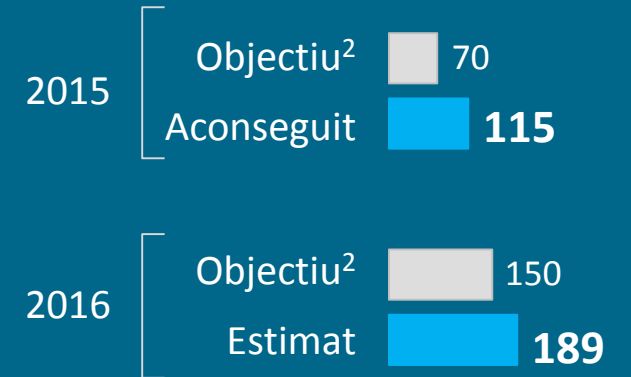 2015
Objectiu² 70
Aconseguit 115
2016
Objectiu² 150
Estimat 189